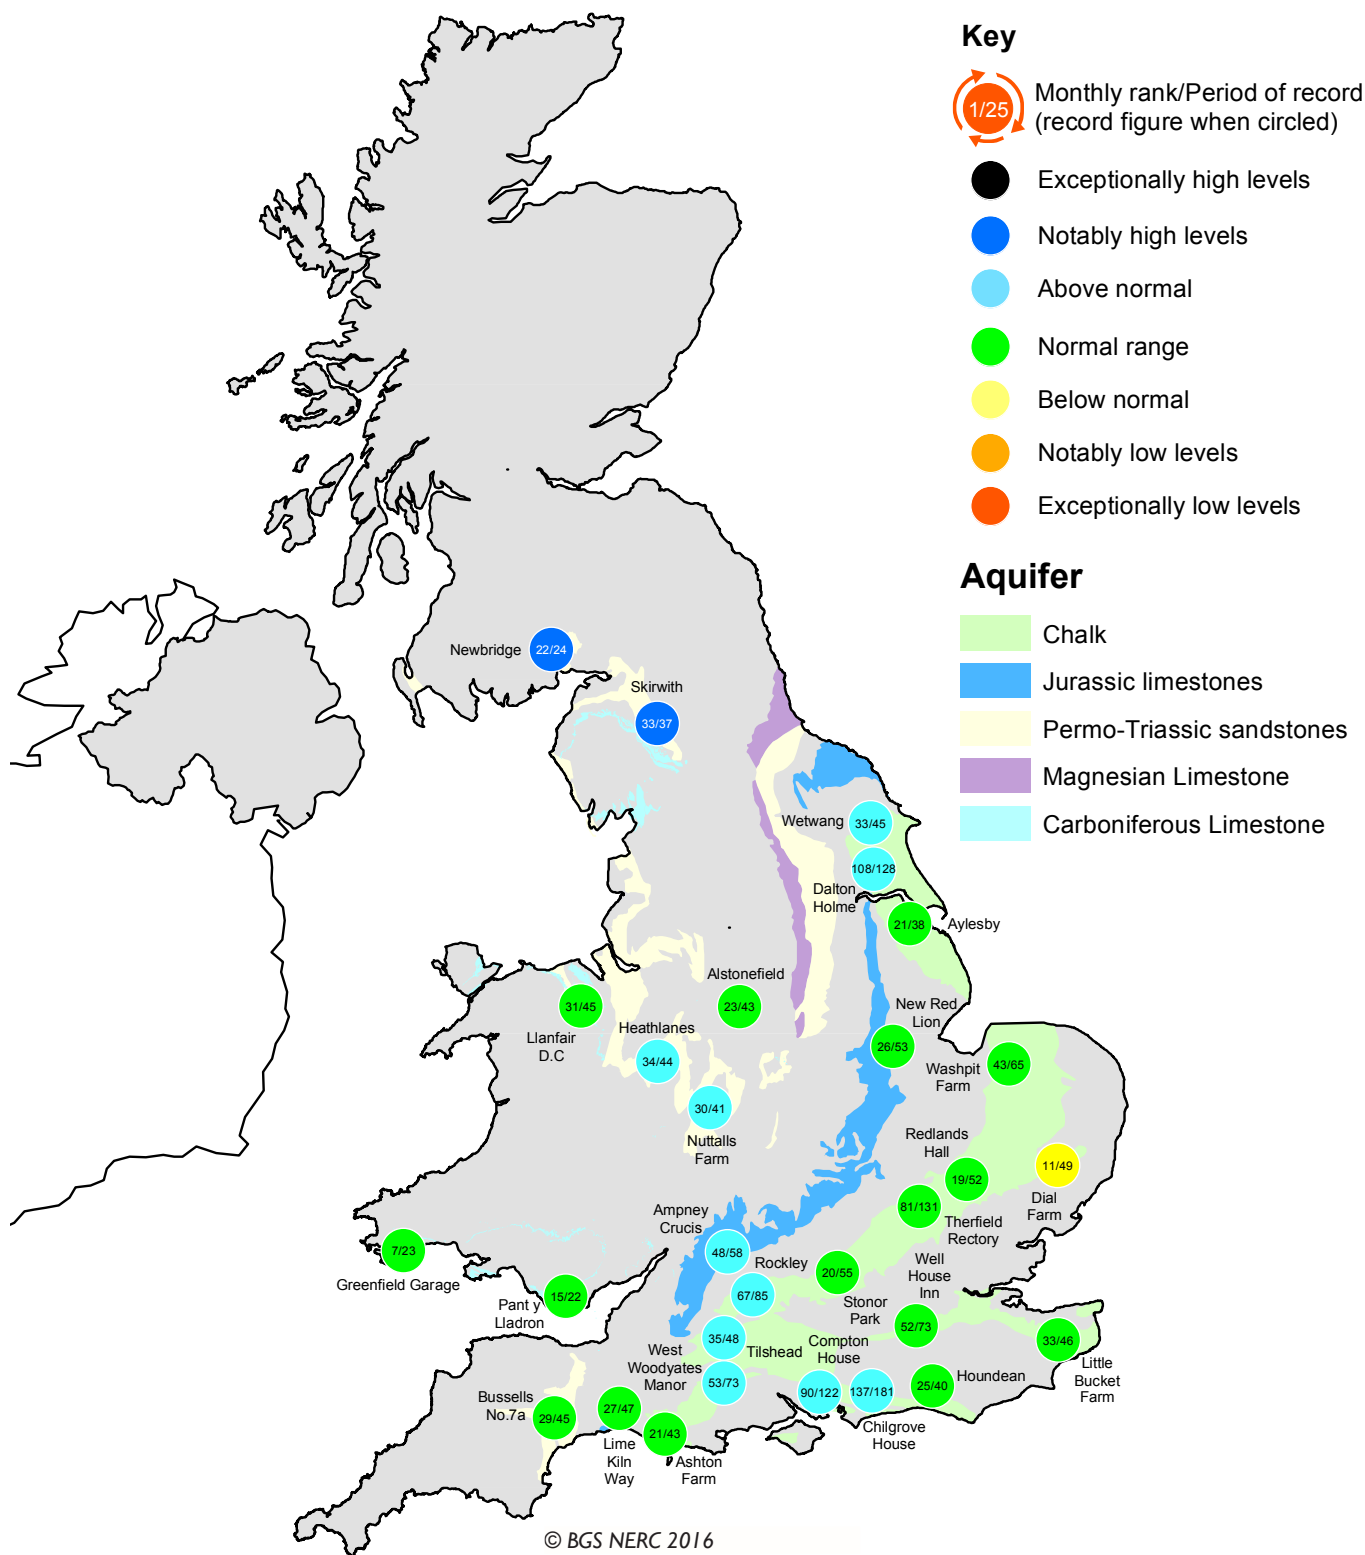 Key
1/25
Monthly rank/Period of record
(record figure when circled)
Exceptionally high levels
Notably high levels
Above normal
Normal range
Below normal
Notably low levels
Exceptionally low levels
Aquifer
Chalk
Jurassic limestones
Permo-Triassic sandstones
Magnesian Limestone
Carboniferous Limestone
Newbridge
22/24
Skirwith
33/37
Wetwang
33/45
108/128
Dalton
Holme
21/38
Aylesby
Alstonefield
23/43
31/45
Llanfair
D.C
Heathlanes
34/44
New Red
Lion
26/53
43/65
Washpit
Farm
30/41
Nuttalls
Farm
Redlands
Hall
19/52
11/49
Dial
Farm
81/131
Therfield
Rectory
Ampney
Crucis
48/58
7/23
Greenfield Garage
15/22
Pant y
Lladron
Rockley
67/85
20/55
Stonor
Park
Well
House
Inn
52/73
35/48
Tilshead
33/46
Little
Bucket
Farm
West
Woodyates
Manor
53/73
Compton
House
90/122
137/181
Chilgrove
House
25/40
Houndean
Bussells
No.7a
29/45
27/47
Lime
Kiln
Way
21/43
Ashton
Farm
© BGS NERC 2016